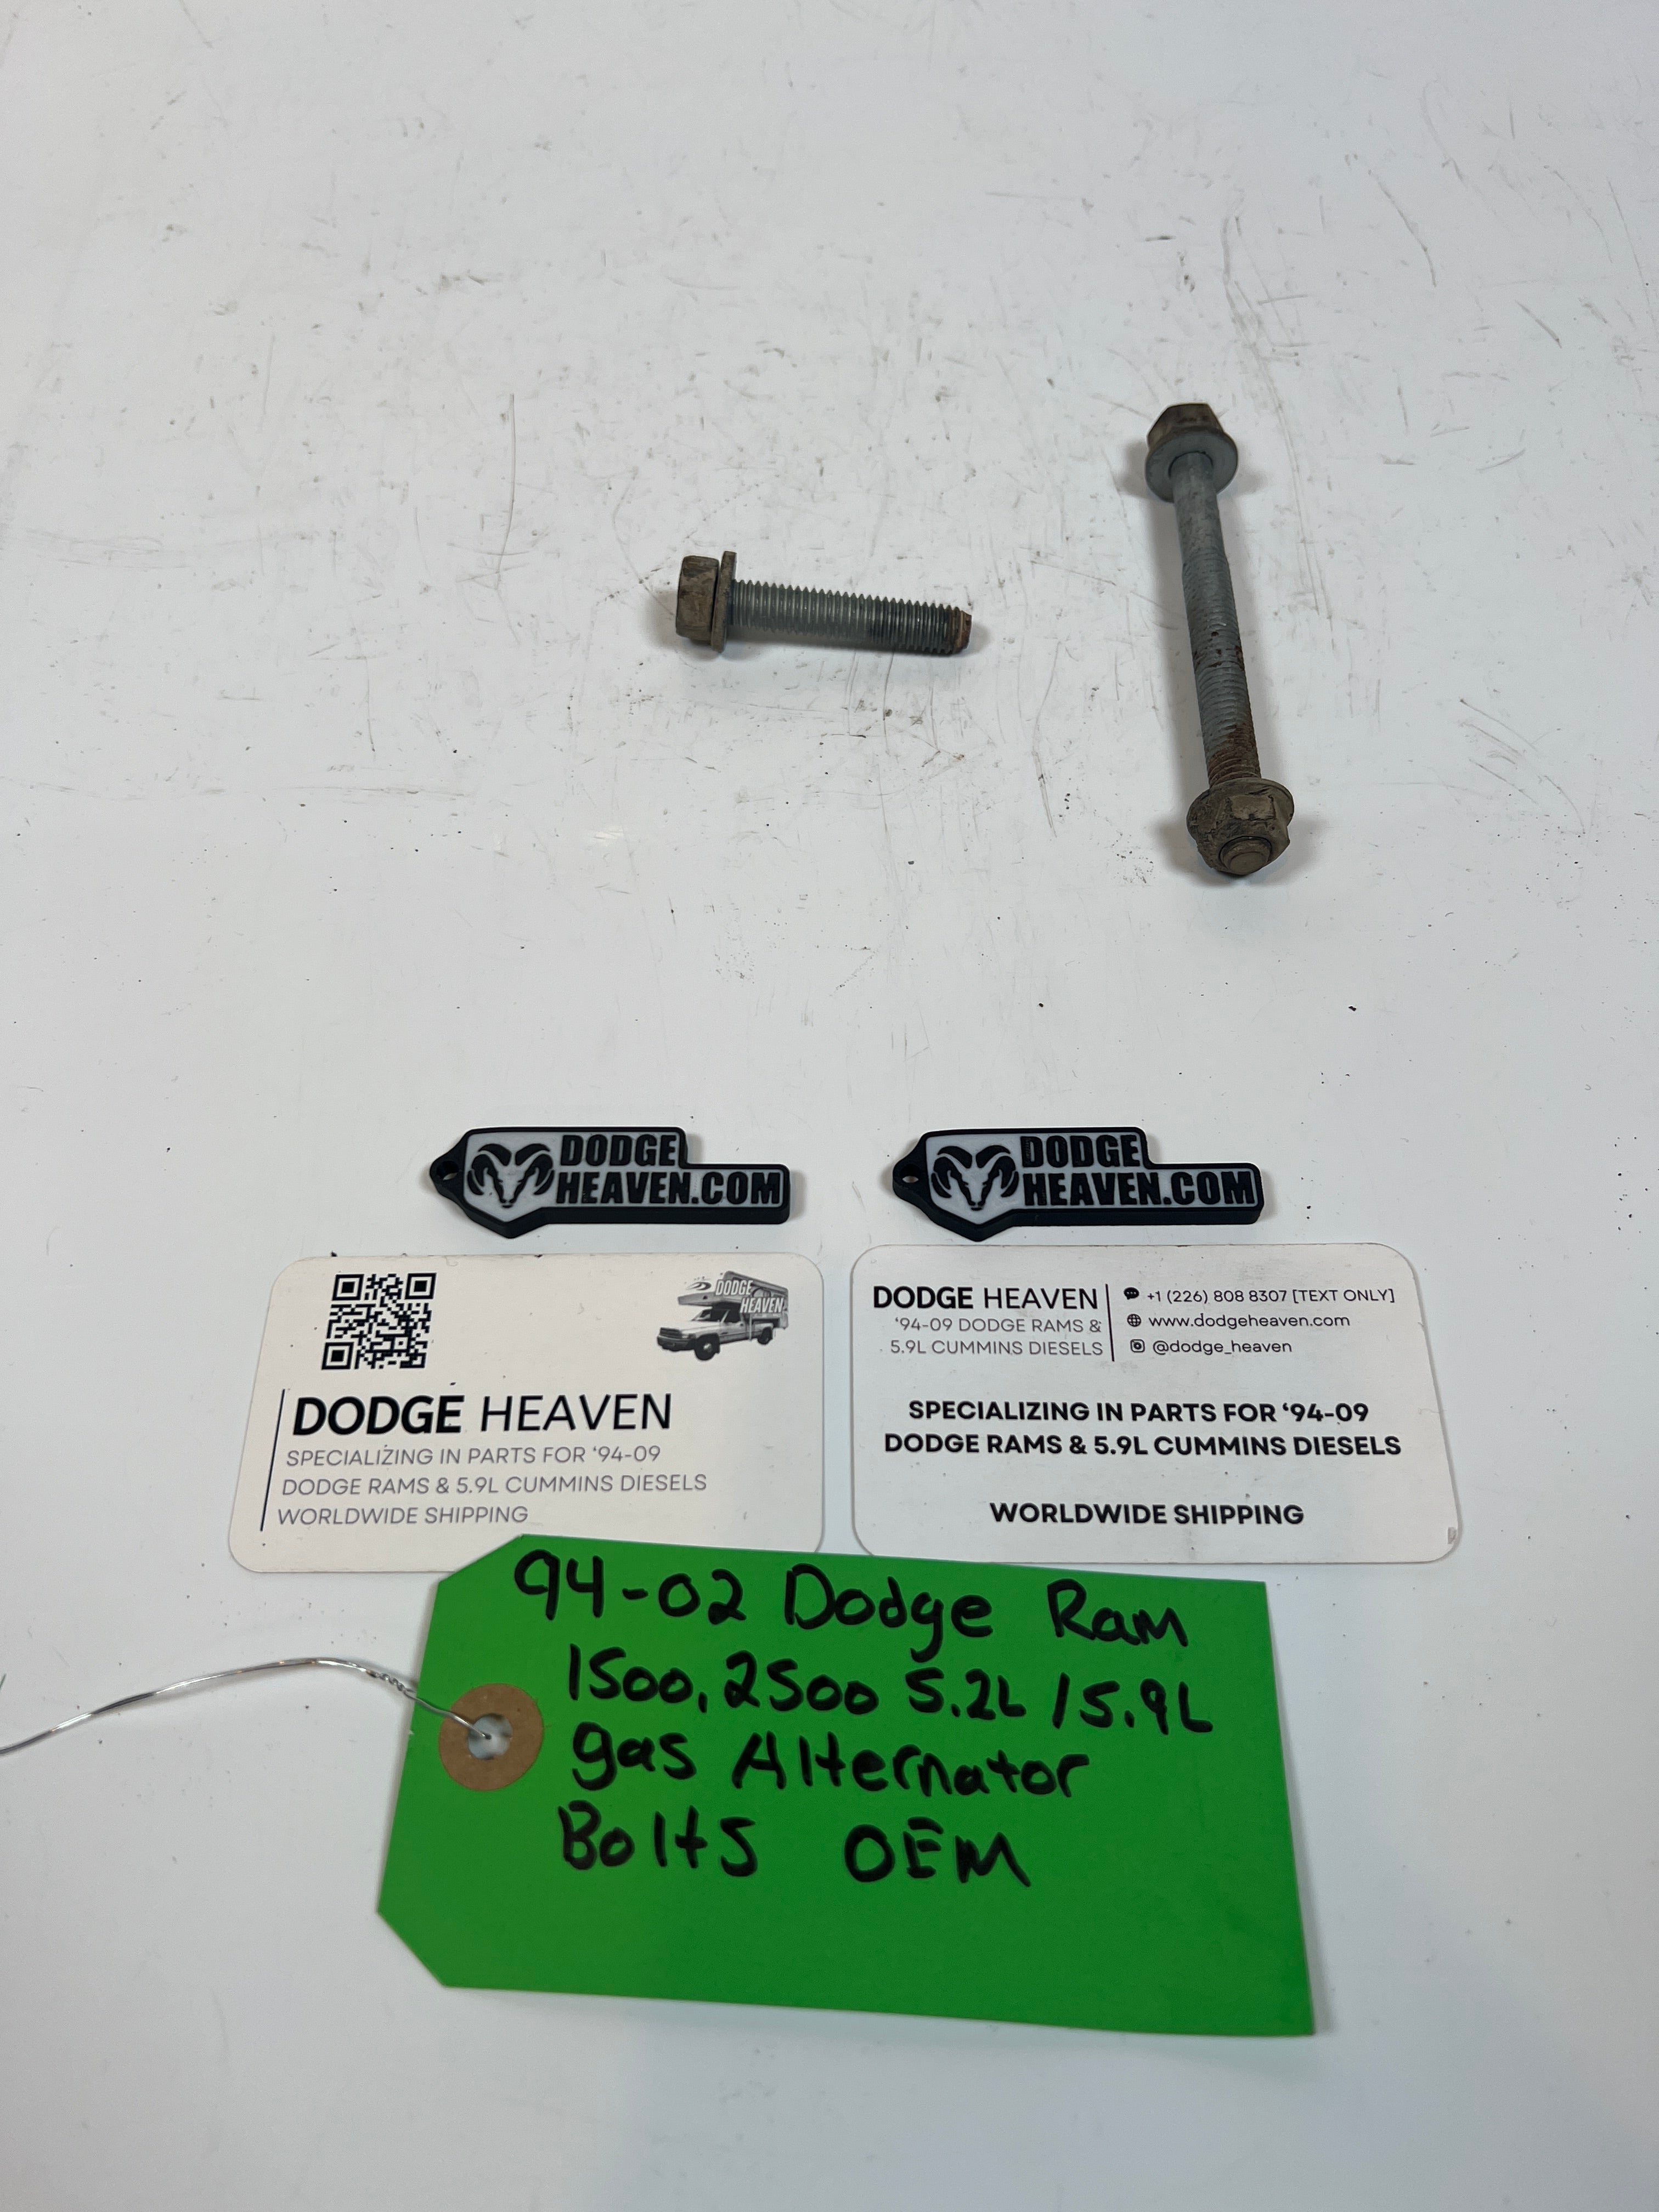 DODGE
HEAVEN.COM
DODGE
HEAVEN.COM
DODGE
HEAVEN
DODGE HEAVEN
SPECIALIZING IN PARTS FOR ‘94-09
DODGE RAMS & 5.9L CUMMINS DIESELS
WORLDWIDE SHIPPING
DODGE HEAVEN
‘94-09 DODGE RAMS &
5.9L CUMMINS DIESELS
+1 (226) 808 8307 [TEXT ONLY]
www.dodgeheaven.com
@dodge_heaven
SPECIALIZING IN PARTS FOR ‘94-09
DODGE RAMS & 5.9L CUMMINS DIESELS
WORLDWIDE SHIPPING
94-02 Dodge Ram
1500, 2500 5.2L / 5.9L
gas Alternator
Bolts OEM